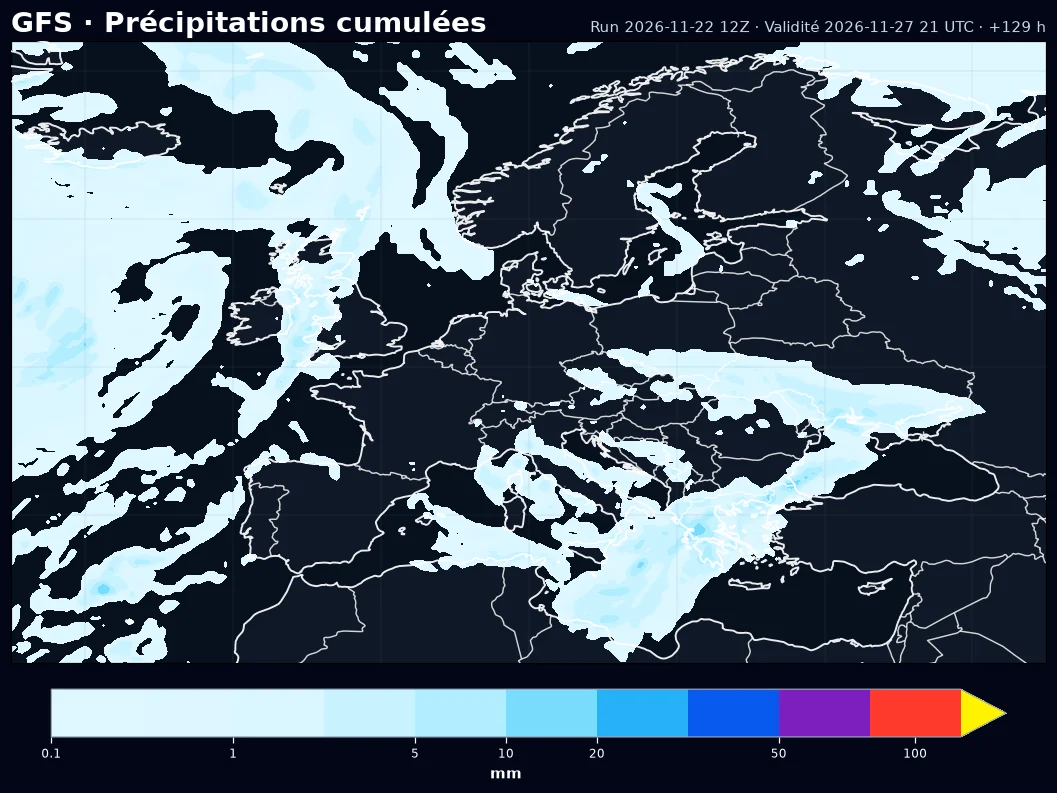 GFS · Précipitations cumulées
Run 2026-11-22 12Z · Validité 2026-11-27 21 UTC · +129 h
0.1 1 5 10 20 50 100
mm